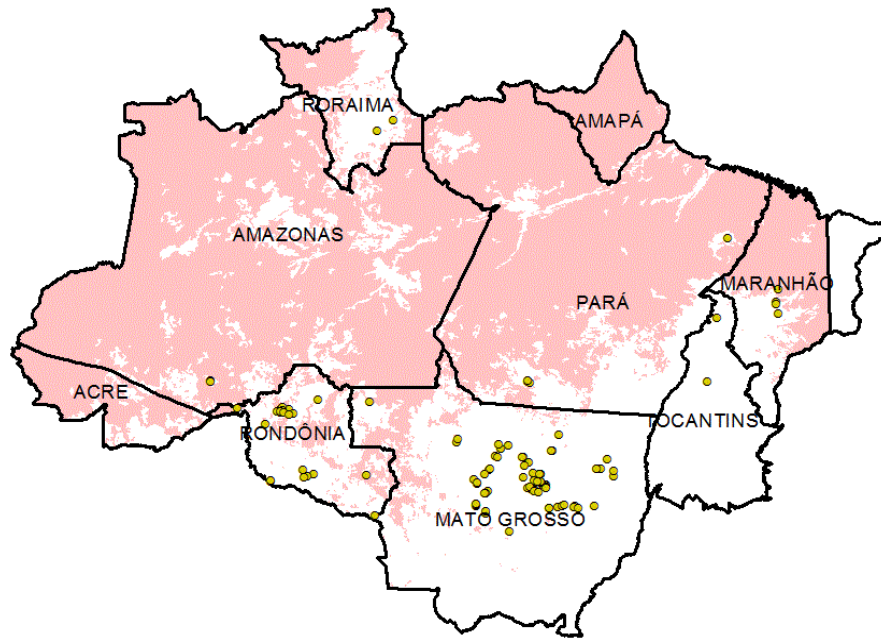 RORAIMA
AMAPÁ
AMAZONAS
MARANHÃO
PARÁ
ACRE
TOCANTINS
RONDÔNIA
MATO GROSSO